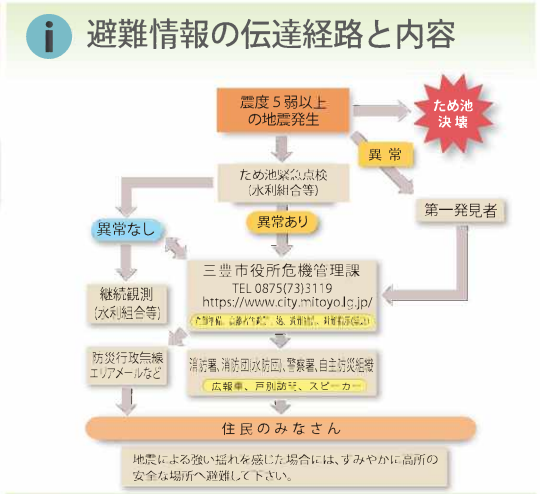 避難情報の伝達経路と内容
震度5弱以上
の地震発生
ため池
決壊
異常
ため池緊急点検
(水利組合等)
第一発見者
異常なし
異常あり
三豊市役所危機管理課
TEL 0875(73)3119
https://www.city.mitoyo.lg.jp/
継続観測
(水利組合等)
防災行政無線
エリアメールなど
消防署、消防団(水防団)、警察署、自主防災組織
広報車、戸別訪問、スピーカー
住民のみなさん
地震による強い揺れを感じた場合には、すみやかに高所の
安全な場所へ避難して下さい。